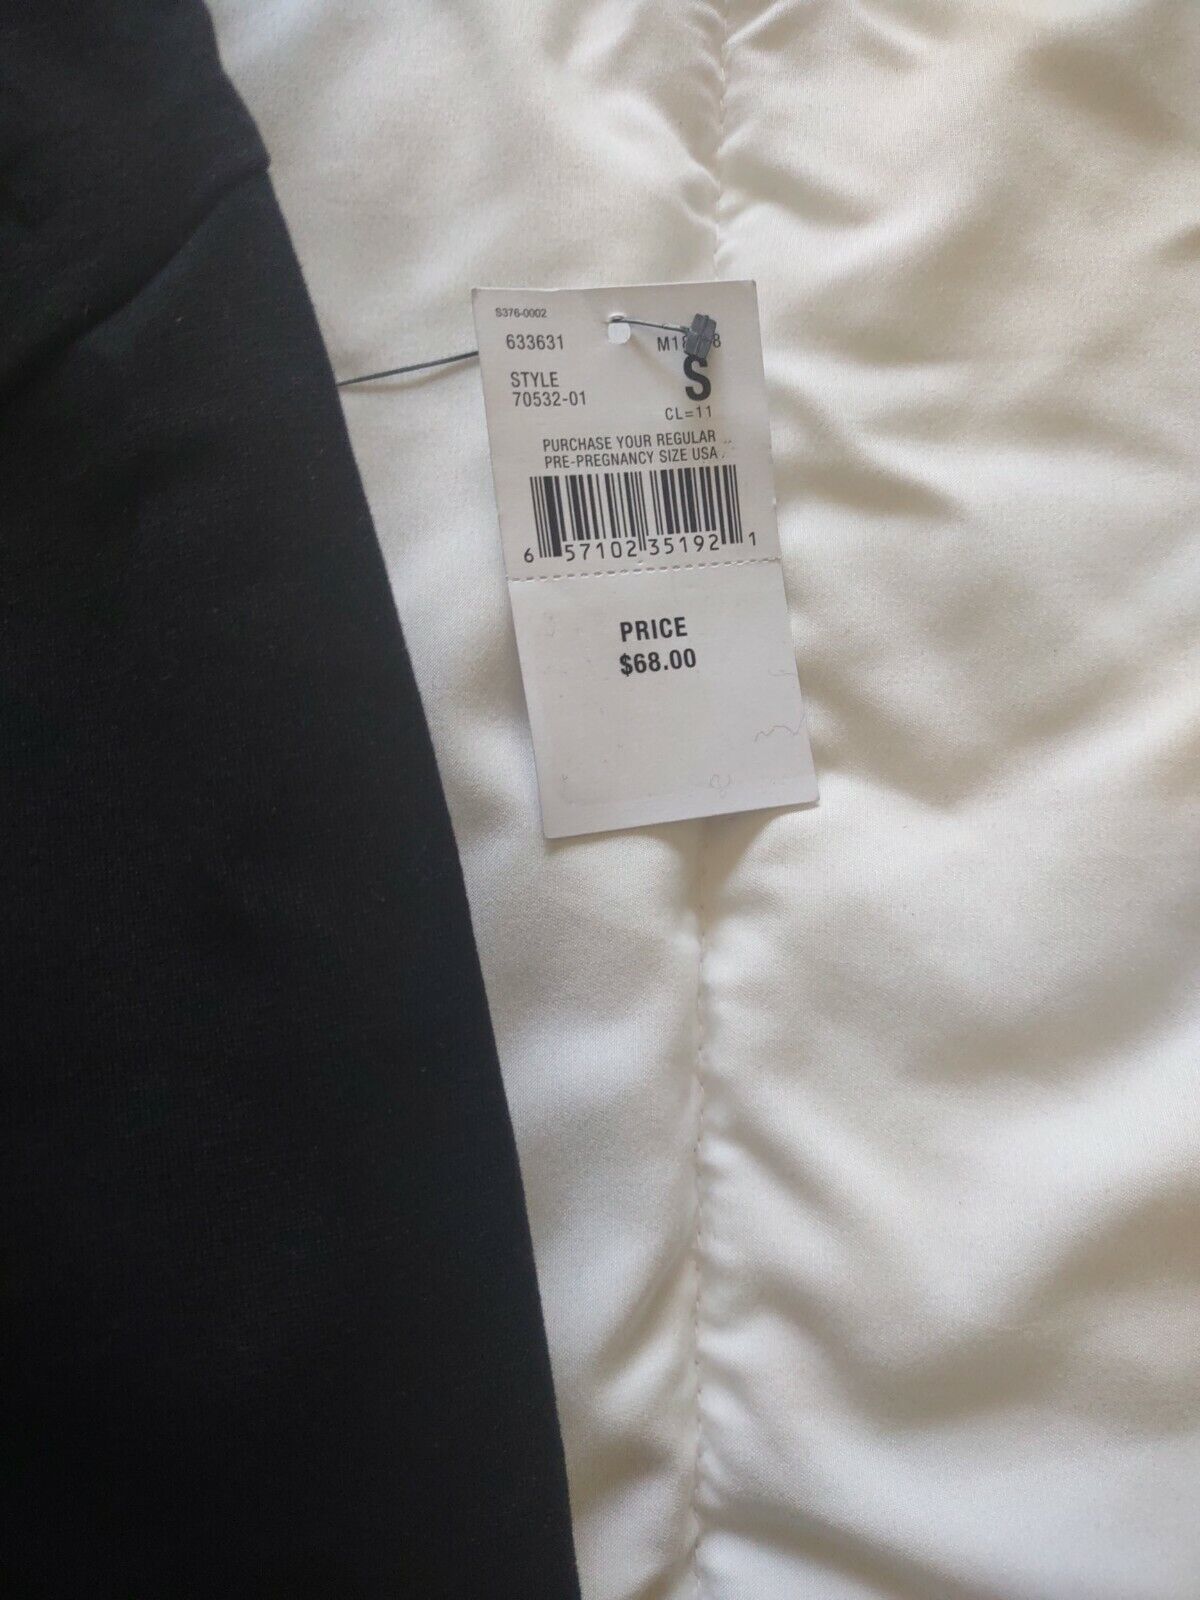 S376-0002
633631
S
STYLE
70532-01
CL=11
PURCHASE YOUR REGULAR
PRE-PREGNANCY SIZE USA
6 57102 35192 1
PRICE
$68.00